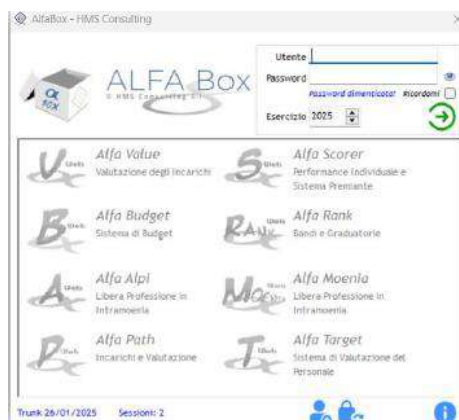 AlfaBox - HMS Consulting
Utente
Password
Password dimenticata? Ricordami
Esercizio 2025
α
BOX
ALFA Box
© HMS Consulting Srl
Alfa Value
Valutazione degli Incarichi
Alfa Scorer
Performance Individuale e
Sistema Premiante
Alfa Budget
Sistema di Budget
RANK
Alfa Rank
Bandi e Graduatorie
Alfa Alpi
Libera Professione in
Intramoenia
Alfa Moenia
Libera Professione in
Intramoenia
Alfa Path
Incarichi e Valutazione
Alfa Target
Sistema di Valutazione del
Personale
Trunk 26/01/2025 Sessioni: 2